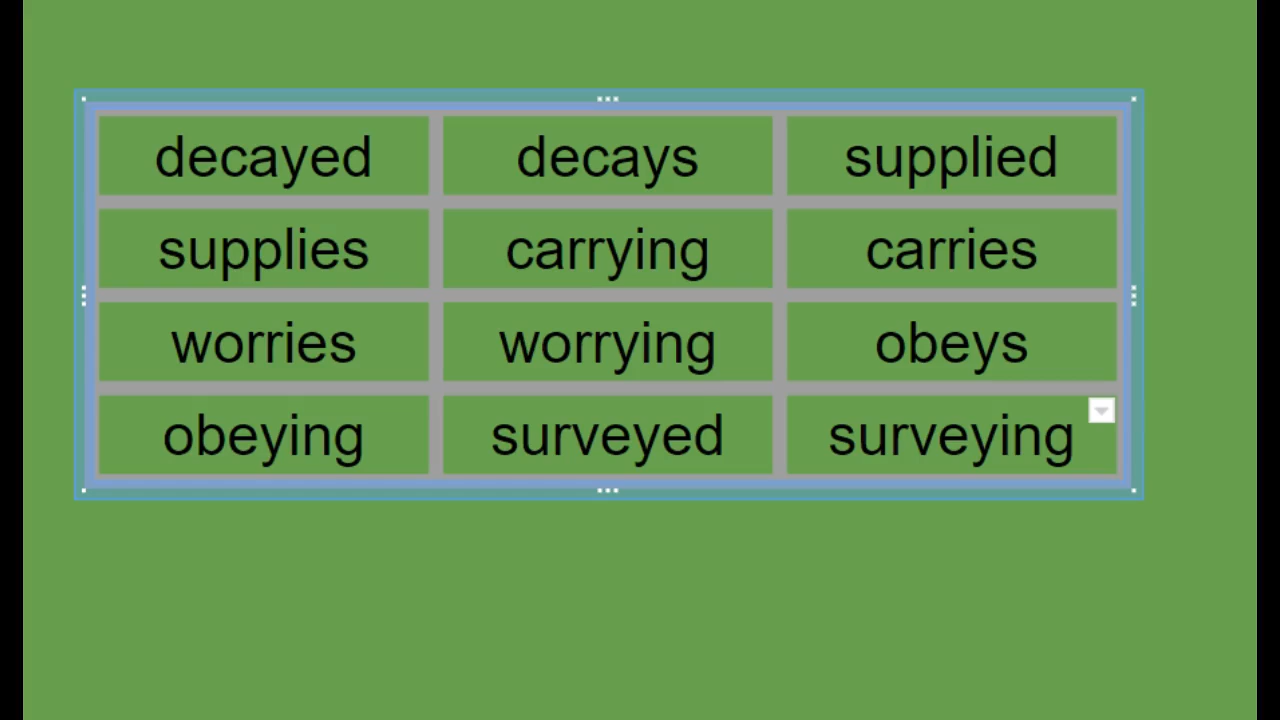 decayed decays supplied
supplies carrying carries
worries worrying obeys
obeying surveyed surveying